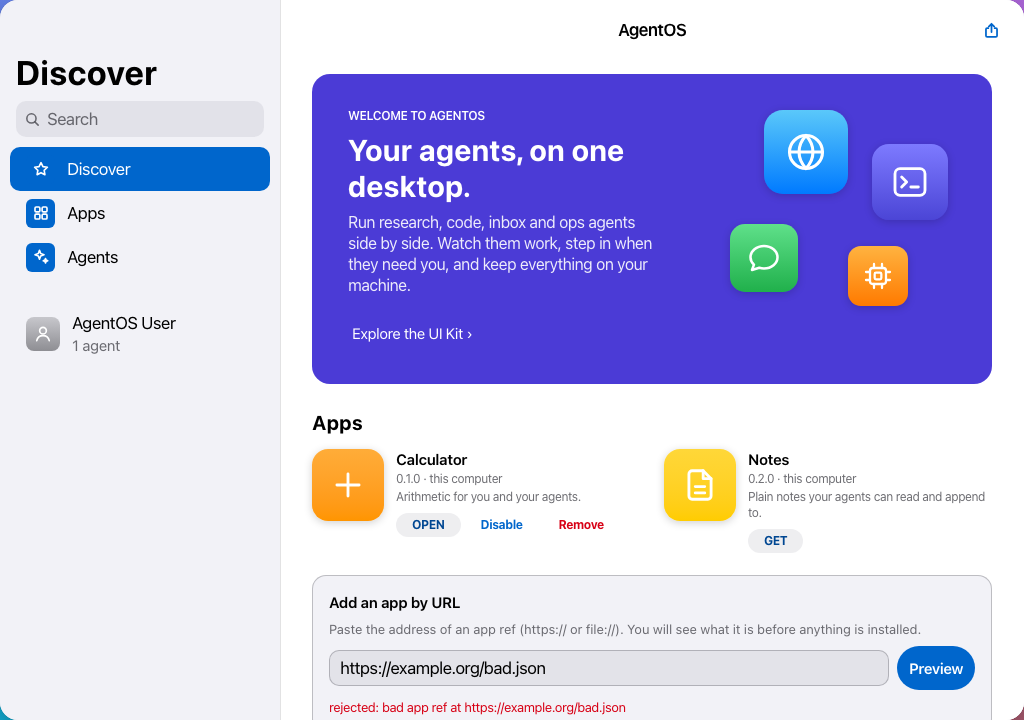 AgentOS
Discover
Search
Discover
Apps
Agents
AgentOS User
1 agent
WELCOME TO AGENTOS
Your agents, on one
desktop.
Run research, code, inbox and ops agents
side by side. Watch them work, step in when
they need you, and keep everything on your
machine.
Explore the UI Kit ›
Apps
Calculator
0.1.0 · this computer
Arithmetic for you and your agents.
OPEN Disable Remove
Notes
0.2.0 · this computer
Plain notes your agents can read and append
to.
GET
Add an app by URL
Paste the address of an app ref (https:// or file://). You will see what it is before anything is installed.
https://example.org/bad.json
Preview
rejected: bad app ref at https://example.org/bad.json